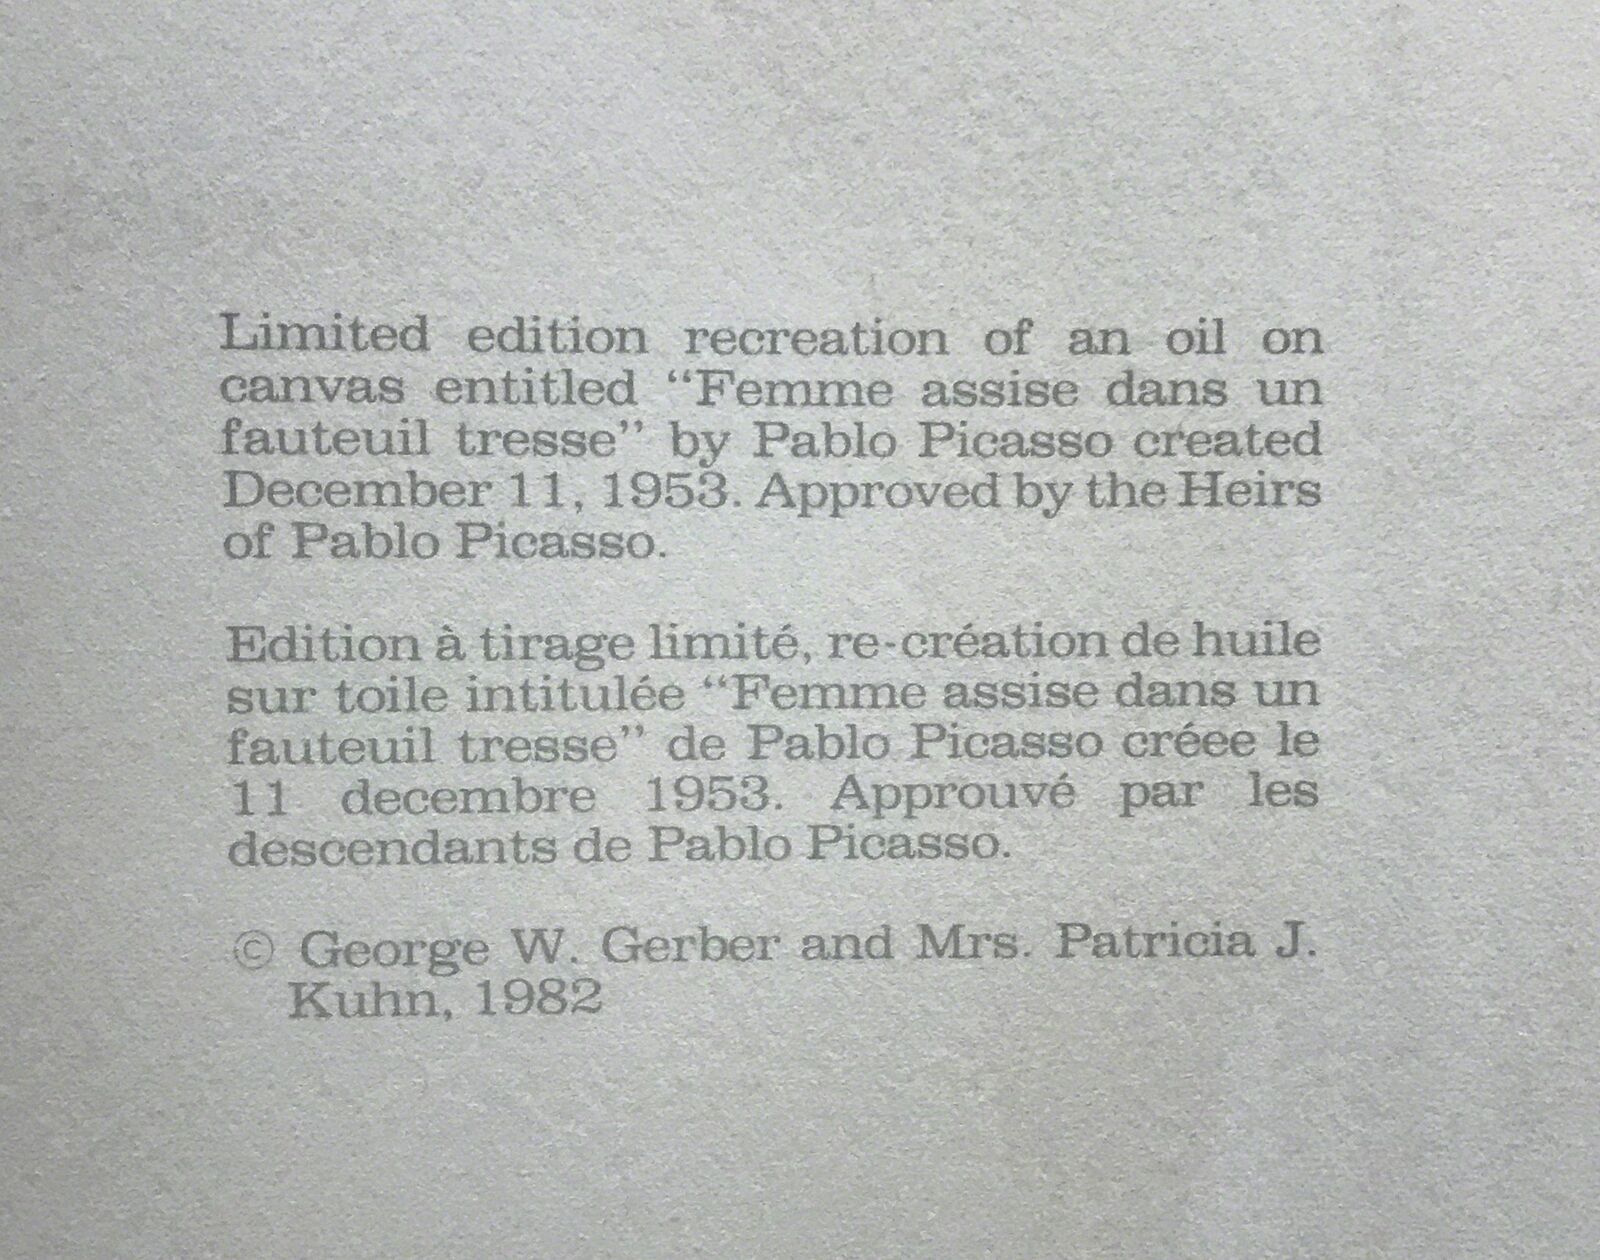 Limited edition recreation of an oil on
canvas entitled “Femme assise dans un
fauteuil tresse” by Pablo Picasso created
December 11, 1953. Approved by the Heirs
of Pablo Picasso.
Edition à tirage limité, re-création de huile
sur toile intitulée “Femme assise dans un
fauteuil tresse” de Pablo Picasso créee le
11 decembre 1953. Approuvé par les
descendants de Pablo Picasso.
© George W. Gerber and Mrs. Patricia J.
Kuhn, 1982